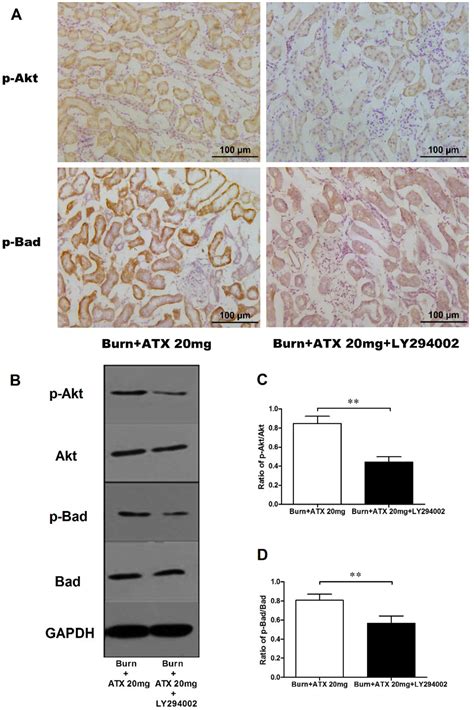 A
p-Akt
100 µm
100 µm
p-Bad
100 µm
100 µm
Burn+ATX 20mg
Burn+ATX 20mg+LY294002
B
p-Akt
Akt
p-Bad
Bad
GAPDH
Burn
+
ATX 20mg
Burn
+
ATX 20mg
+
LY294002
C
**
Ratio of p-Akt/Akt
1.0
0.8
0.6
0.4
0.2
0.0
Burn+ATX 20mg
Burn+ATX 20mg+LY294002
D
**
Ratio of p-Bad/Bad
1.0
0.8
0.6
0.4
0.2
0.0
Burn+ATX 20mg
Burn+ATX 20mg+LY294002